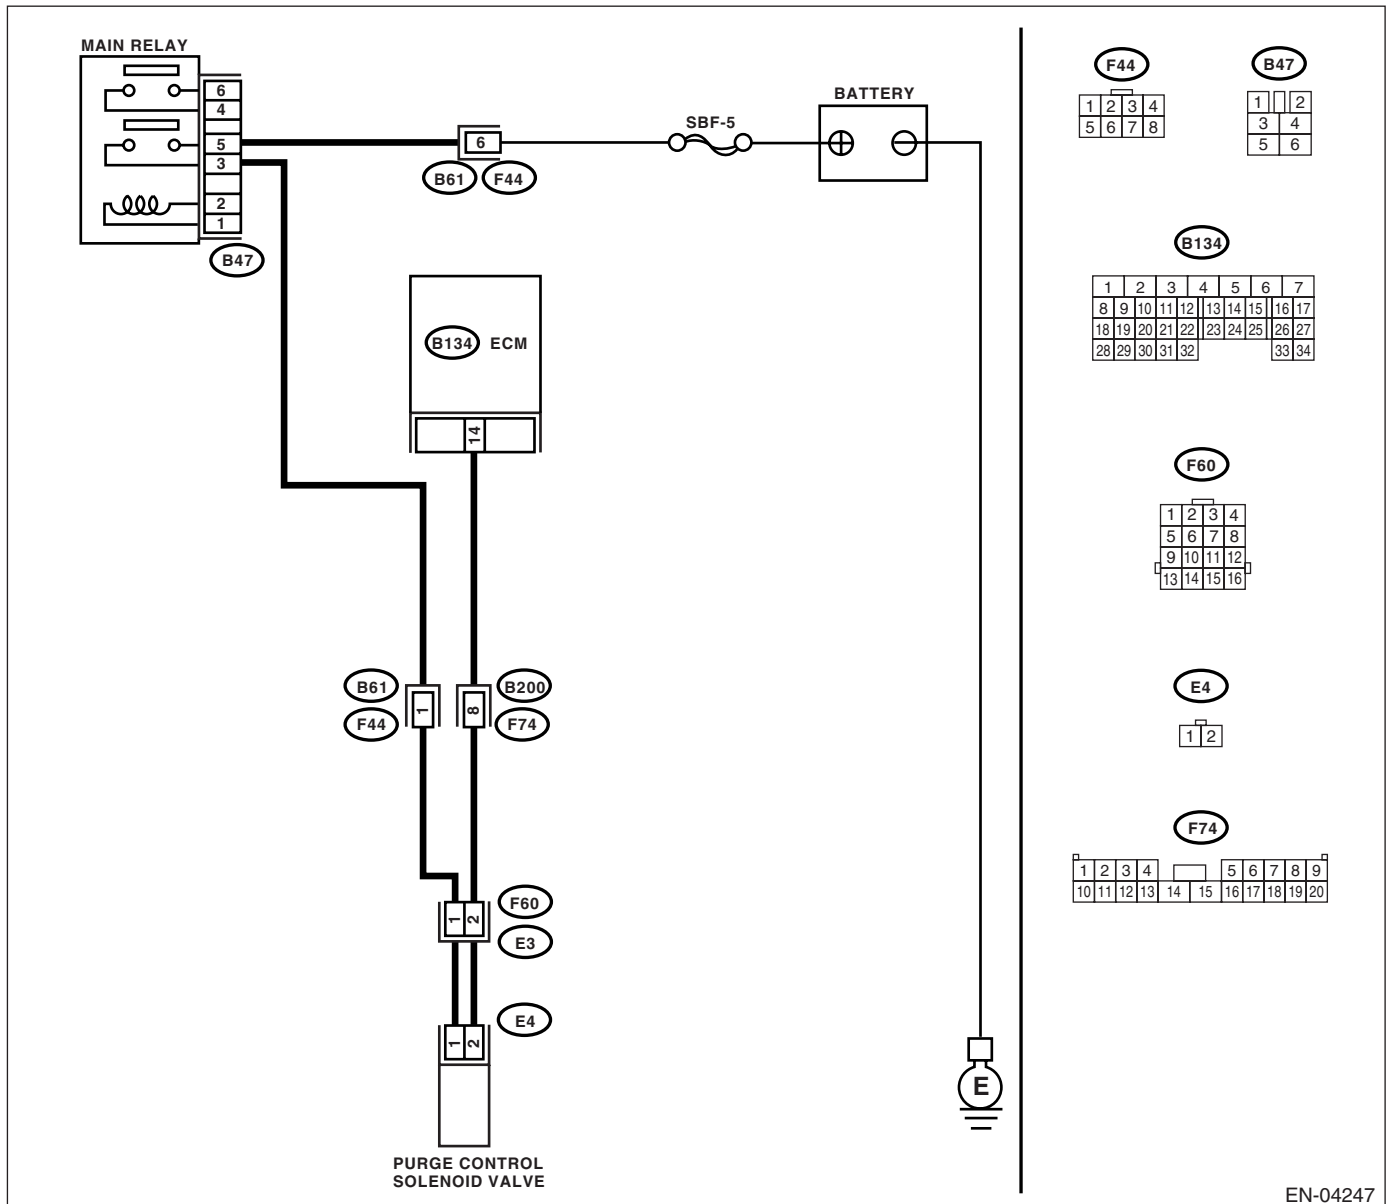 MAIN RELAY
6
4
5
3
2
1
B47
6
B61 F44
SBF-5
BATTERY
B134 ECM
14
B61
F44
1
8
B200
F74
1 2
F60
E3
E4
1 2
PURGE CONTROL
SOLENOID VALVE
E
F44
1 2 3 4
5 6 7 8
B47
1 2
3 4
5 6
B134
1 2 3 4 5 6 7
8 9 10 11 12 13 14 15 16 17
18 19 20 21 22 23 24 25 26 27
28 29 30 31 32 33 34
F60
1 2 3 4
5 6 7 8
9 10 11 12
13 14 15 16
E4
1 2
F74
1 2 3 4 5 6 7 8 9
10 11 12 13 14 15 16 17 18 19 20
EN-04247